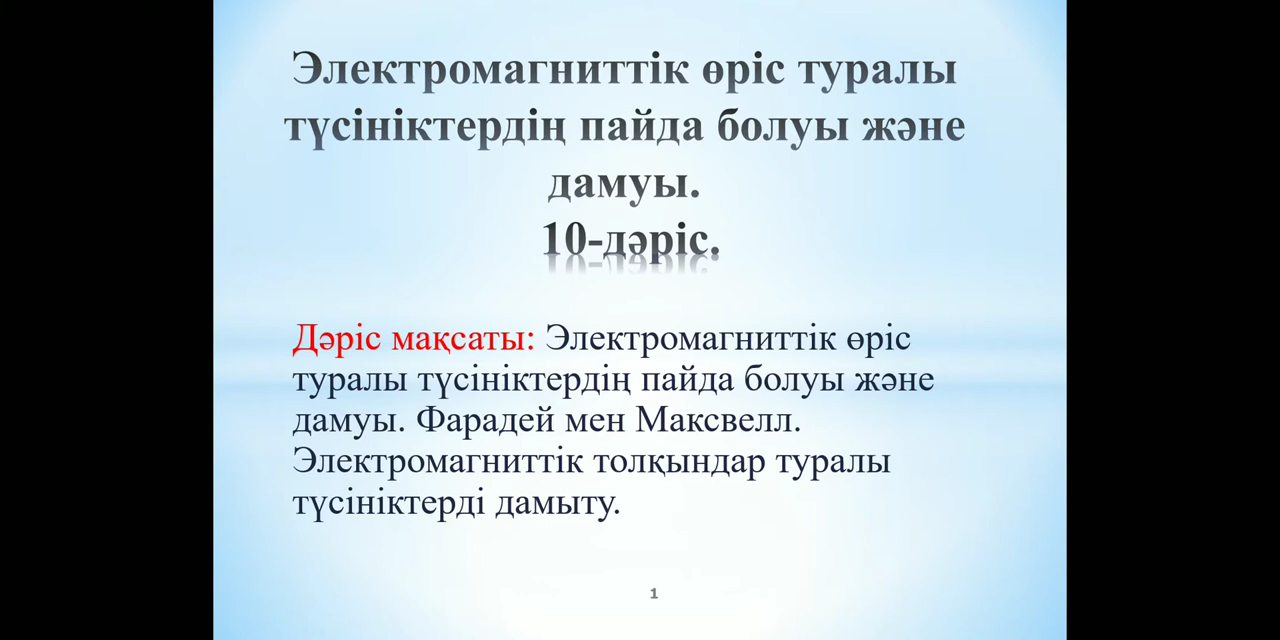 Электромагниттік өріс туралы
түсініктердің пайда болуы және
дамуы.
10-дәріс.
Дәріс мақсаты: Электромагниттік өріс
туралы түсініктердің пайда болуы және
дамуы. Фарадей мен Максвелл.
Электромагниттік толқындар туралы
түсініктерді дамыту.
1